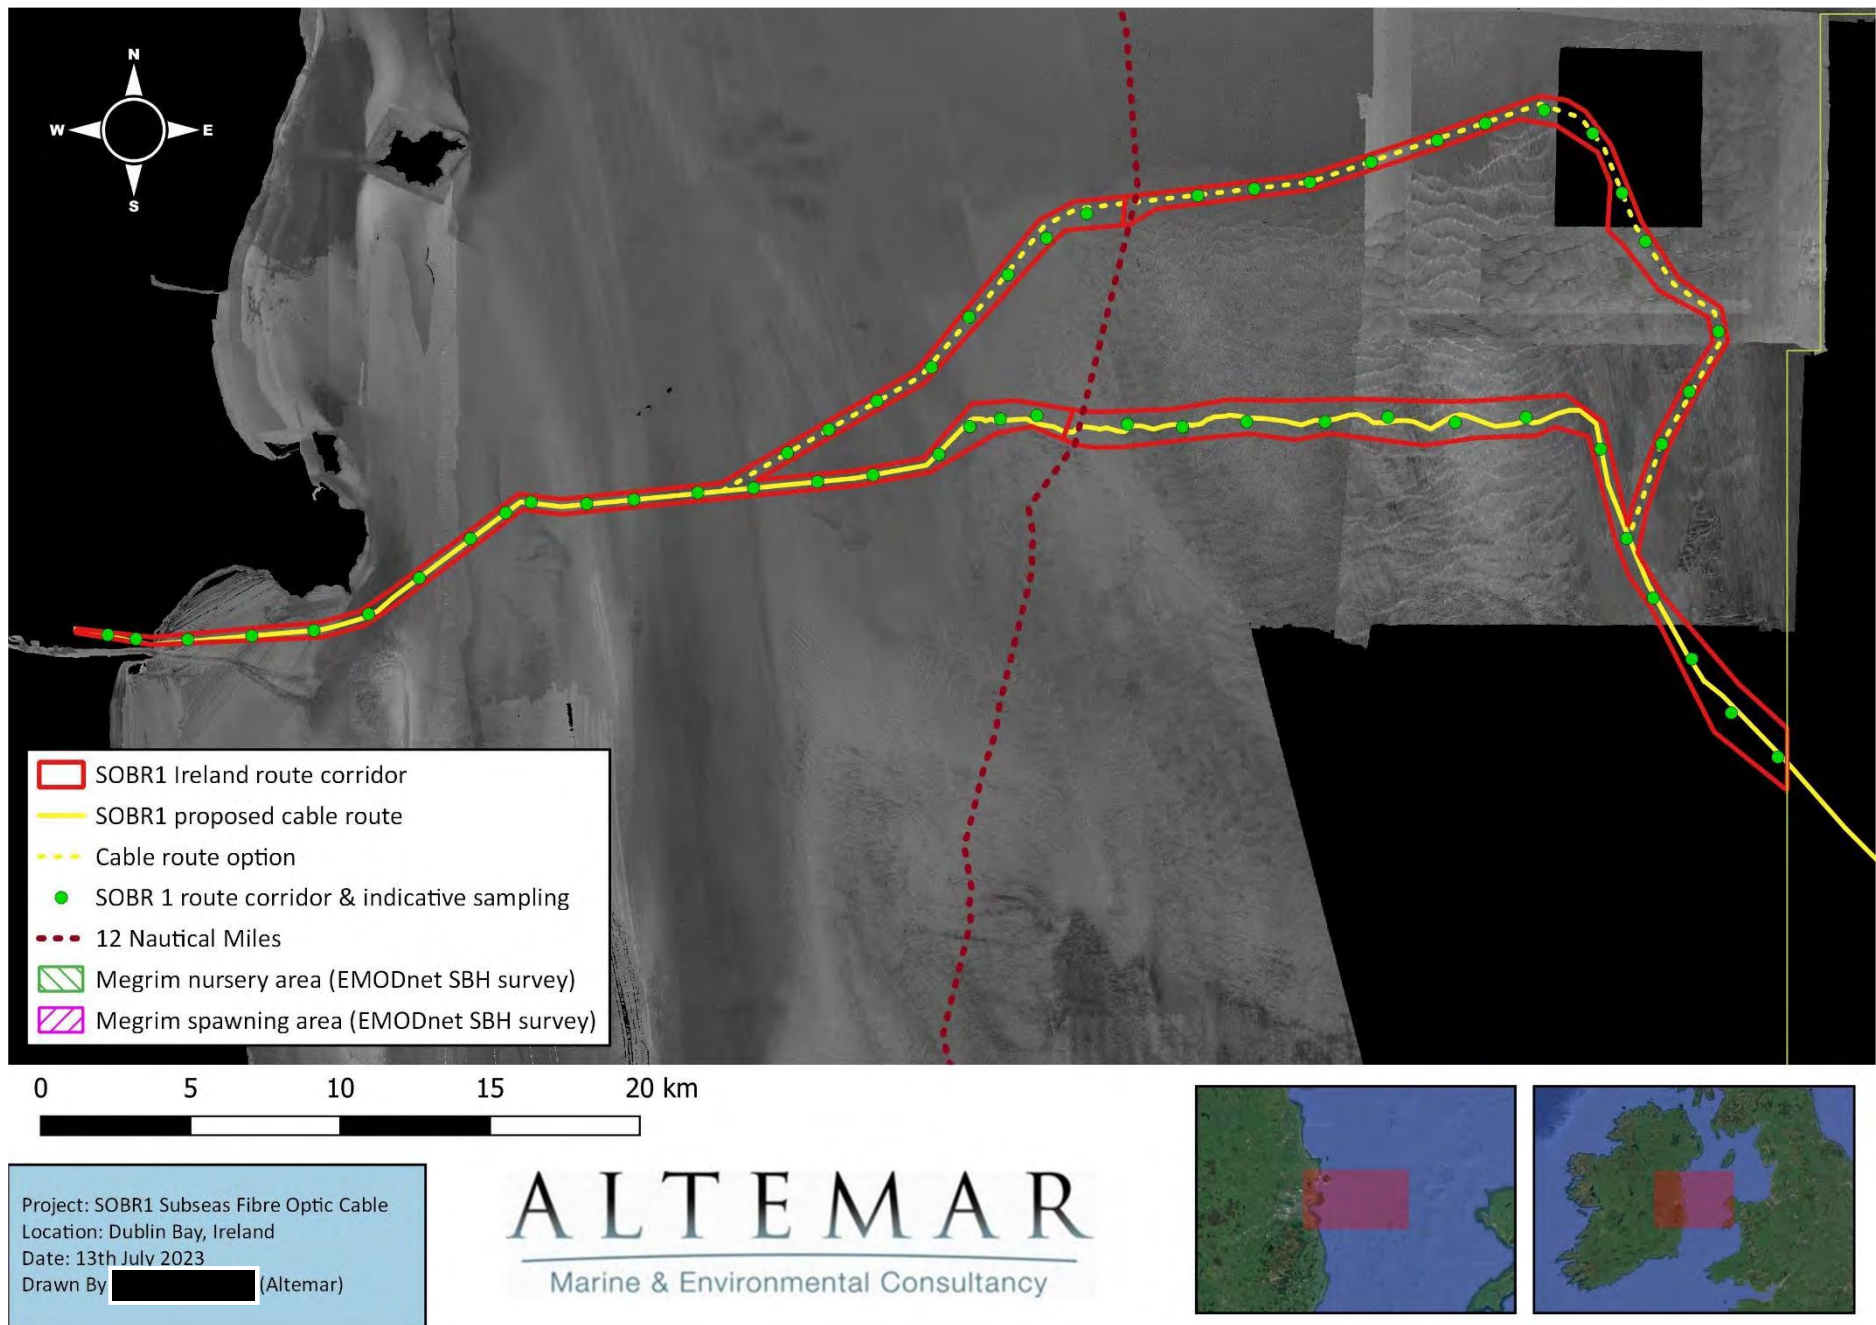 N
W E
S
SOBR1 Ireland route corridor
SOBR1 proposed cable route
Cable route option
SOBR 1 route corridor & indicative sampling
12 Nautical Miles
Megrim nursery area (EMODnet SBH survey)
Megrim spawning area (EMODnet SBH survey)
0 5 10 15 20 km
Project: SOBR1 Subseas Fibre Optic Cable
Location: Dublin Bay, Ireland
Date: 13th July 2023
Drawn By (Altemar)
ALTEMAR
Marine & Environmental Consultancy